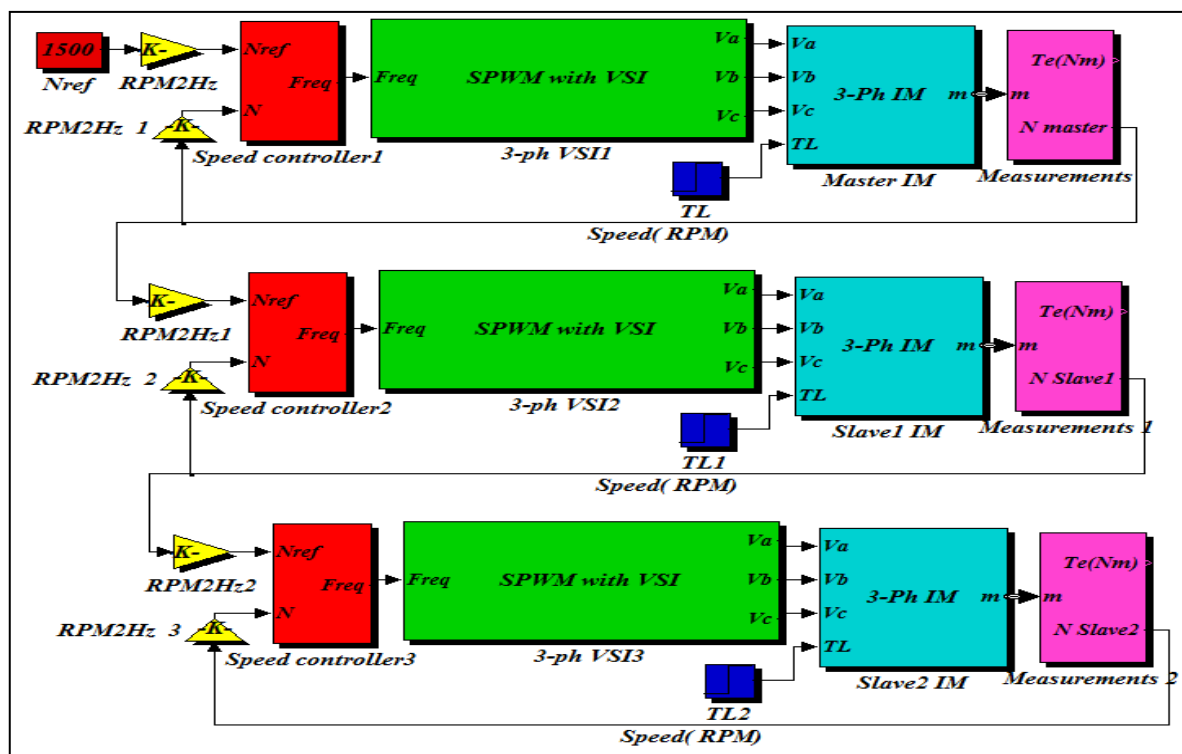 1500
Nref
K-
RPM2Hz
Nref
N
Freq
Speed controller1
-K-
RPM2Hz 1
Freq
SPWM with VSI
Va
Vb
Vc
3-ph VSI1
TL
Va
Vb
Vc
TL
3-Ph IM
m
Master IM
m
Te(Nm)
N master
Measurements
Speed( RPM)
K-
RPM2Hz1
Nref
N
Freq
Speed controller2
-K-
RPM2Hz 2
Freq
SPWM with VSI
Va
Vb
Vc
3-ph VSI2
TL1
Va
Vb
Vc
TL
3-Ph IM
m
Slave1 IM
m
Te(Nm)
N Slave1
Measurements 1
Speed( RPM)
K-
RPM2Hz2
Nref
N
Freq
Speed controller3
-K-
RPM2Hz 3
Freq
SPWM with VSI
Va
Vb
Vc
3-ph VSI3
TL2
Va
Vb
Vc
TL
3-Ph IM
m
Slave2 IM
m
Te(Nm)
N Slave2
Measurements 2
Speed( RPM)